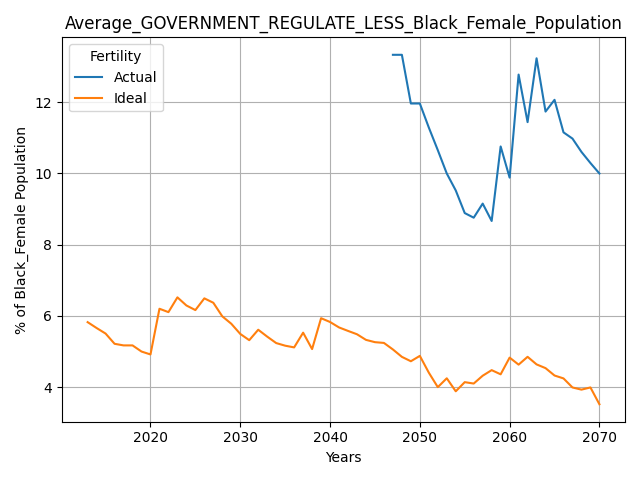 Average_GOVERNMENT_REGULATE_LESS_Black_Female_Population
Fertility
Actual
Ideal
% of Black_Female Population
12
10
8
6
4
2020 2030 2040 2050 2060 2070
Years